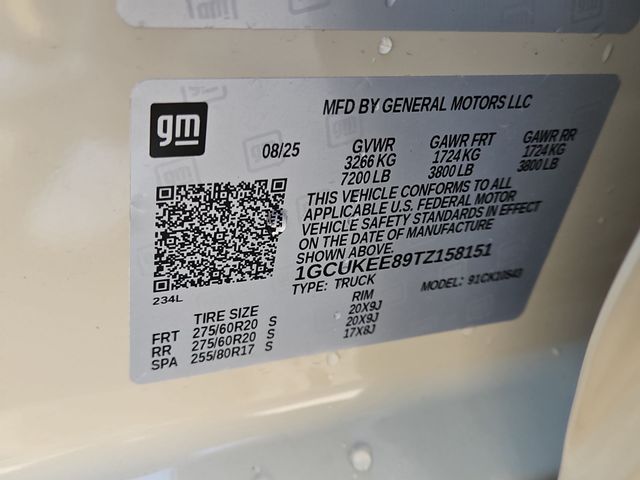 gm
MFD BY GENERAL MOTORS LLC
08/25 GVWR GAWR FRT GAWR RR
3266 KG 1724 KG 1724 KG
7200 LB 3800 LB 3800 LB
THIS VEHICLE CONFORMS TO ALL
APPLICABLE U.S. FEDERAL MOTOR
VEHICLE SAFETY STANDARDS IN EFFECT
ON THE DATE OF MANUFACTURE
SHOWN ABOVE.
1GCUKEE89TZ158151
TYPE: TRUCK MODEL: 91CK10543
234L
TIRE SIZE RIM
FRT 275/60R20 S 20X9J
RR 275/60R20 S 20X9J
SPA 255/80R17 S 17X8J